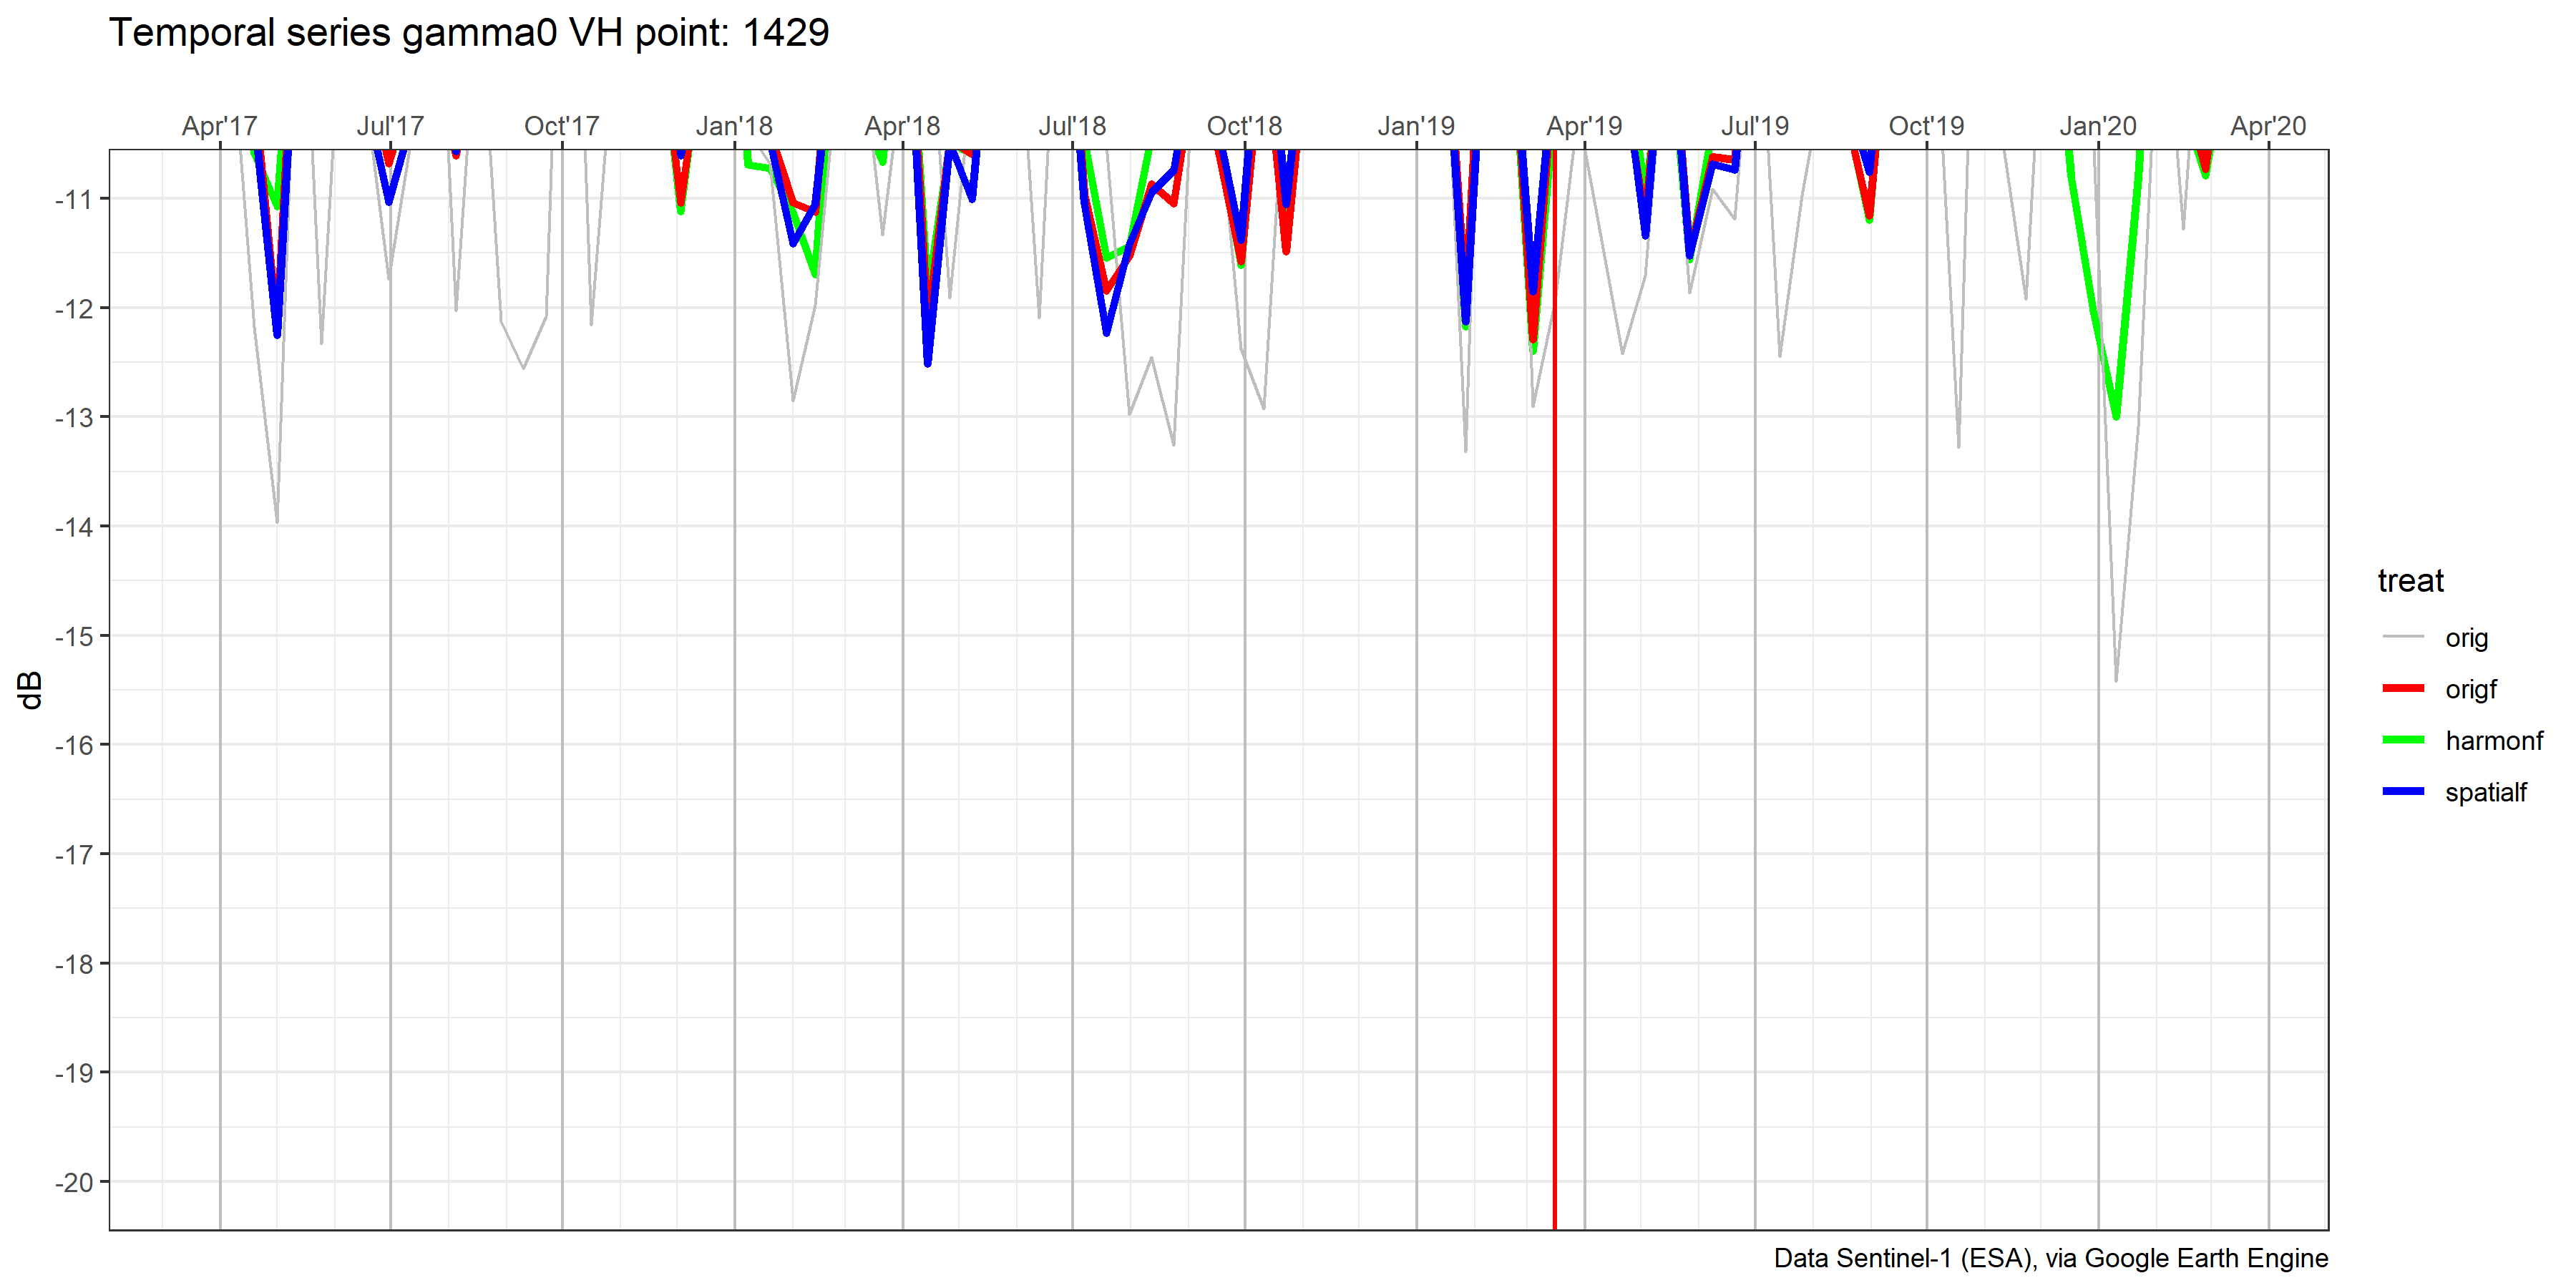 Temporal series gamma0 VH point: 1429
Apr'17 Jul'17 Oct'17 Jan'18 Apr'18 Jul'18 Oct'18 Jan'19 Apr'19 Jul'19 Oct'19 Jan'20 Apr'20
-11
-12
-13
-14
-15
-16
-17
-18
-19
-20
dB
treat
orig
origf
harmonf
spatialf
Data Sentinel-1 (ESA), via Google Earth Engine